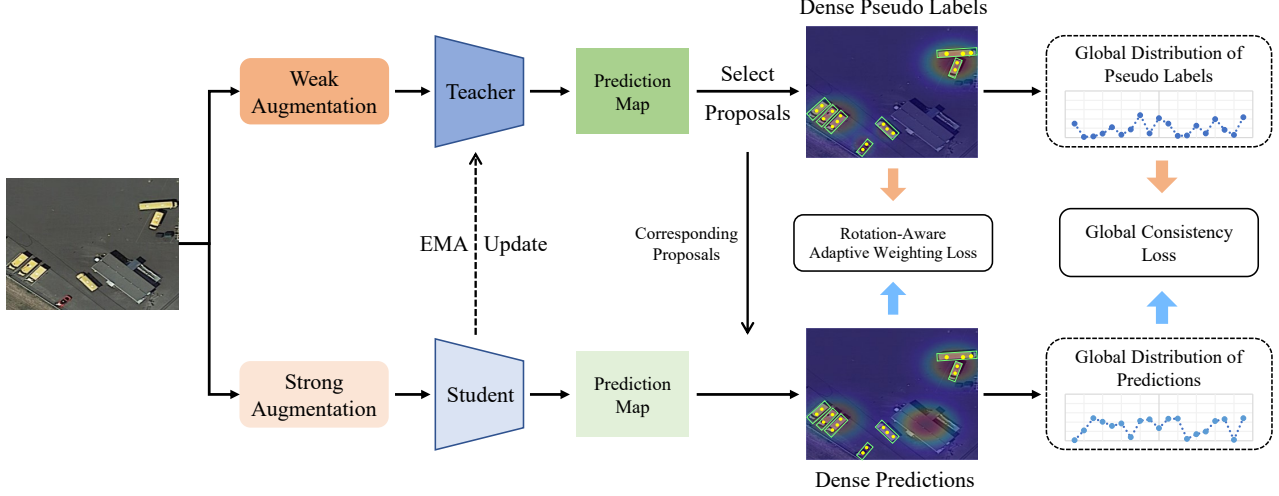 Dense Pseudo Labels
Weak
Augmentation
Teacher
Prediction
Map
Select
Proposals
Global Distribution of
Pseudo Labels
EMA Update
Corresponding
Proposals
Rotation-Aware
Adaptive Weighting Loss
Global Consistency
Loss
Strong
Augmentation
Student
Prediction
Map
Global Distribution of
Predictions
Dense Predictions